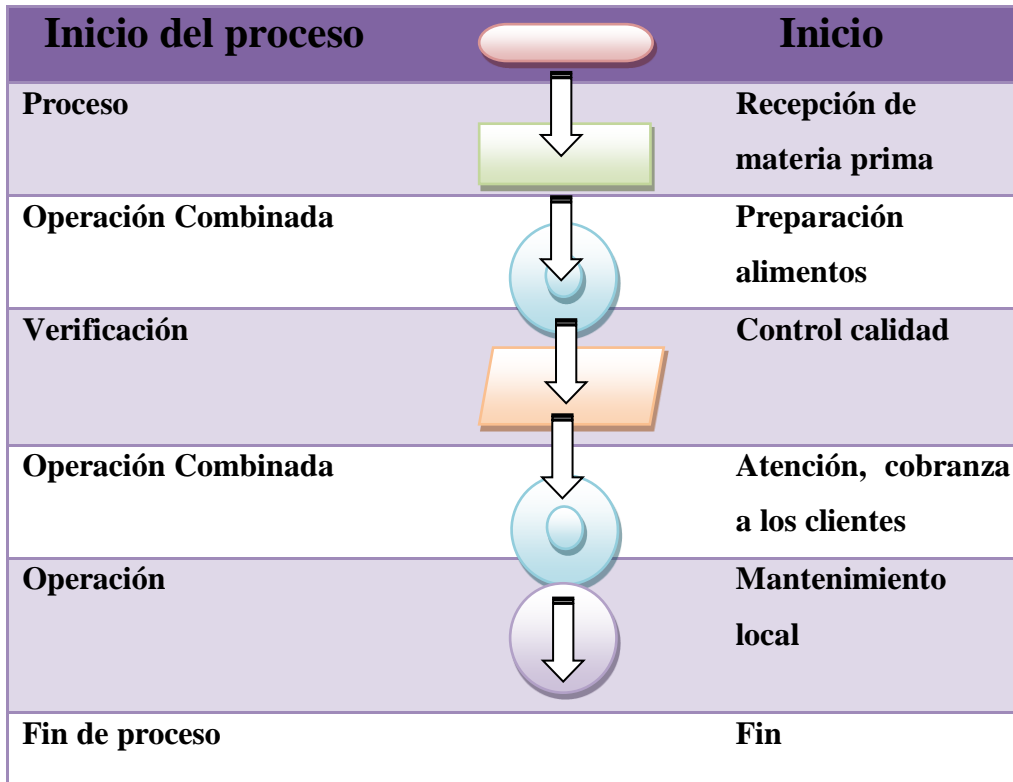 Inicio del proceso Inicio
Proceso Recepción de
materia prima
Operación Combinada Preparación
alimentos
Verificación Control calidad
Operación Combinada Atención, cobranza
a los clientes
Operación Mantenimiento
local
Fin de proceso Fin